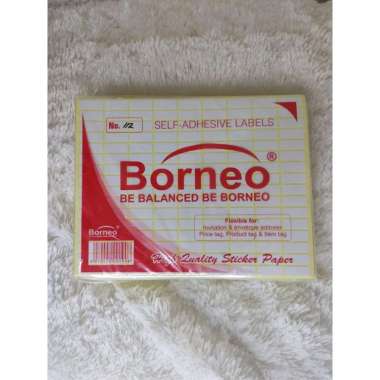 No. 112 SELF-ADHESIVE LABELS
Borneo ®
BE BALANCED BE BORNEO
Flexible for:
Invitation & envelope address
Price tag, Product tag & Item tag
Borneo
High Quality Sticker Paper